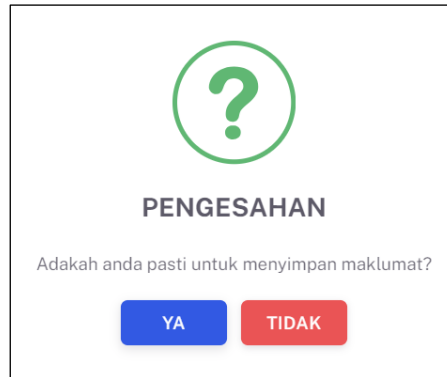 PENGESAHAN
Adakah anda pasti untuk menyimpan maklumat?
YA
TIDAK